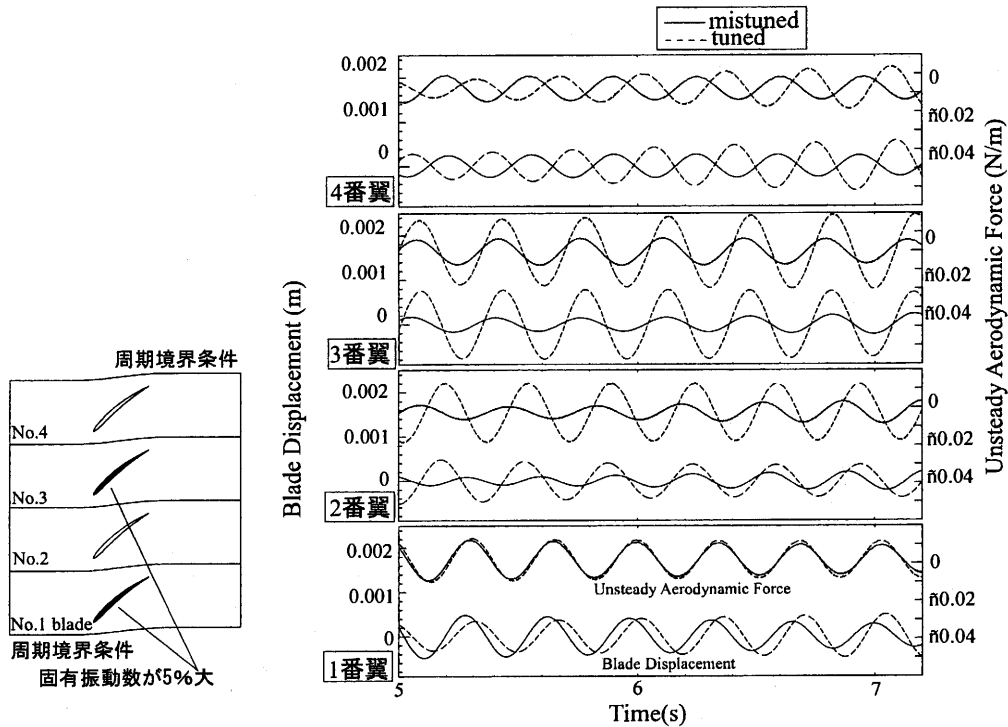 周期境界条件
No.4
No.3
No.2
No.1 blade
周期境界条件
固有振動数が5%大
mistuned
tuned
Blade Displacement (m)
Unsteady Aerodynamic Force (N/m)
0.002
0.001
0
0
ñ0.02
ñ0.04
4番翼
0.002
0.001
0
0
ñ0.02
ñ0.04
3番翼
0.002
0.001
0
0
ñ0.02
ñ0.04
2番翼
0.002
0.001
0
0
ñ0.02
ñ0.04
Unsteady Aerodynamic Force
Blade Displacement
1番翼
5
6
7
Time(s)